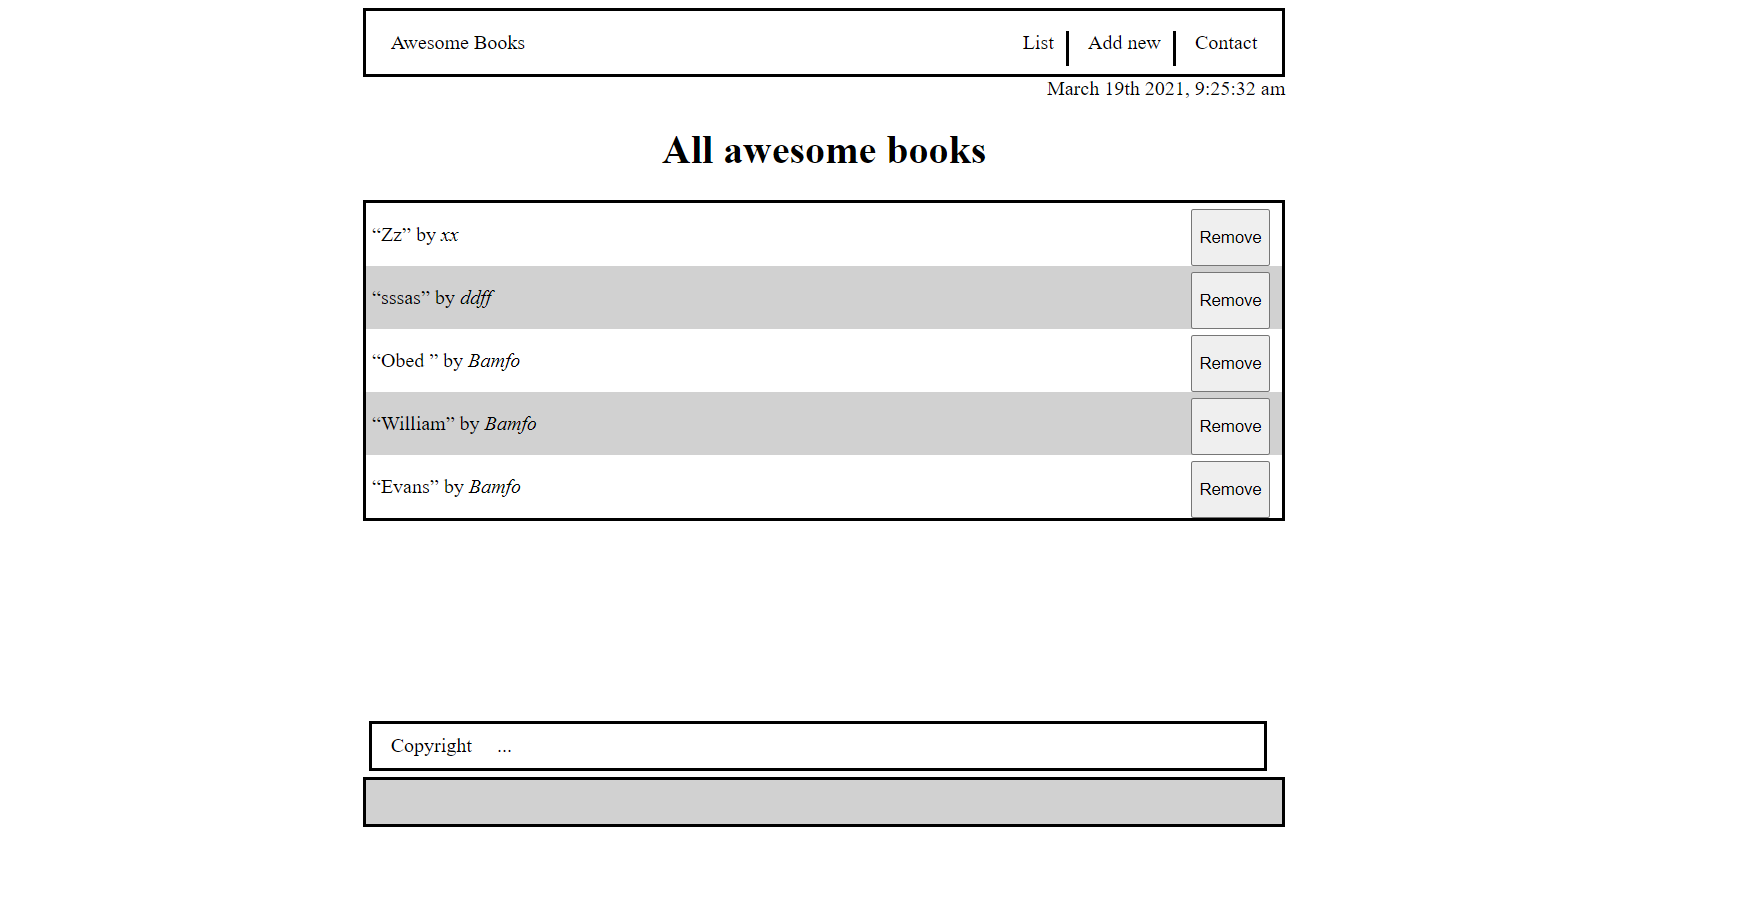 Awesome Books List Add new Contact
March 19th 2021, 9:25:32 am
All awesome books
“Zz” by xx Remove
“sssas” by ddff Remove
“Obed ” by Bamfo Remove
“William” by Bamfo Remove
“Evans” by Bamfo Remove
Copyright ...